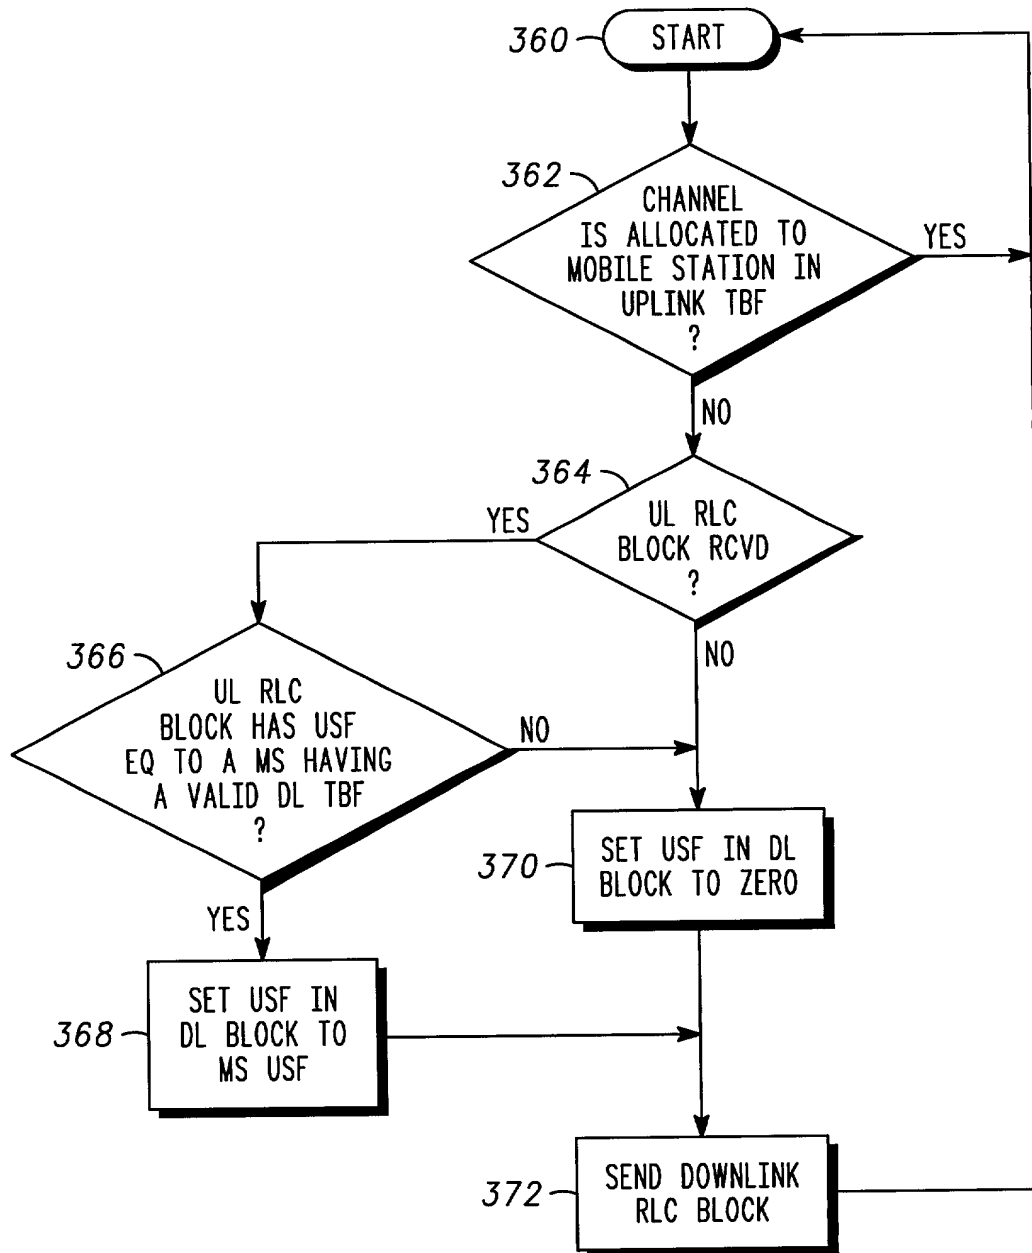 360
START
362
CHANNEL
IS ALLOCATED TO
MOBILE STATION IN
UPLINK TBF
?
YES
NO
364
UL RLC
BLOCK RCVD
?
YES
NO
366
UL RLC
BLOCK HAS USF
EQ TO A MS HAVING
A VALID DL TBF
?
NO
YES
370
SET USF IN DL
BLOCK TO ZERO
368
SET USF IN
DL BLOCK TO
MS USF
372
SEND DOWNLINK
RLC BLOCK